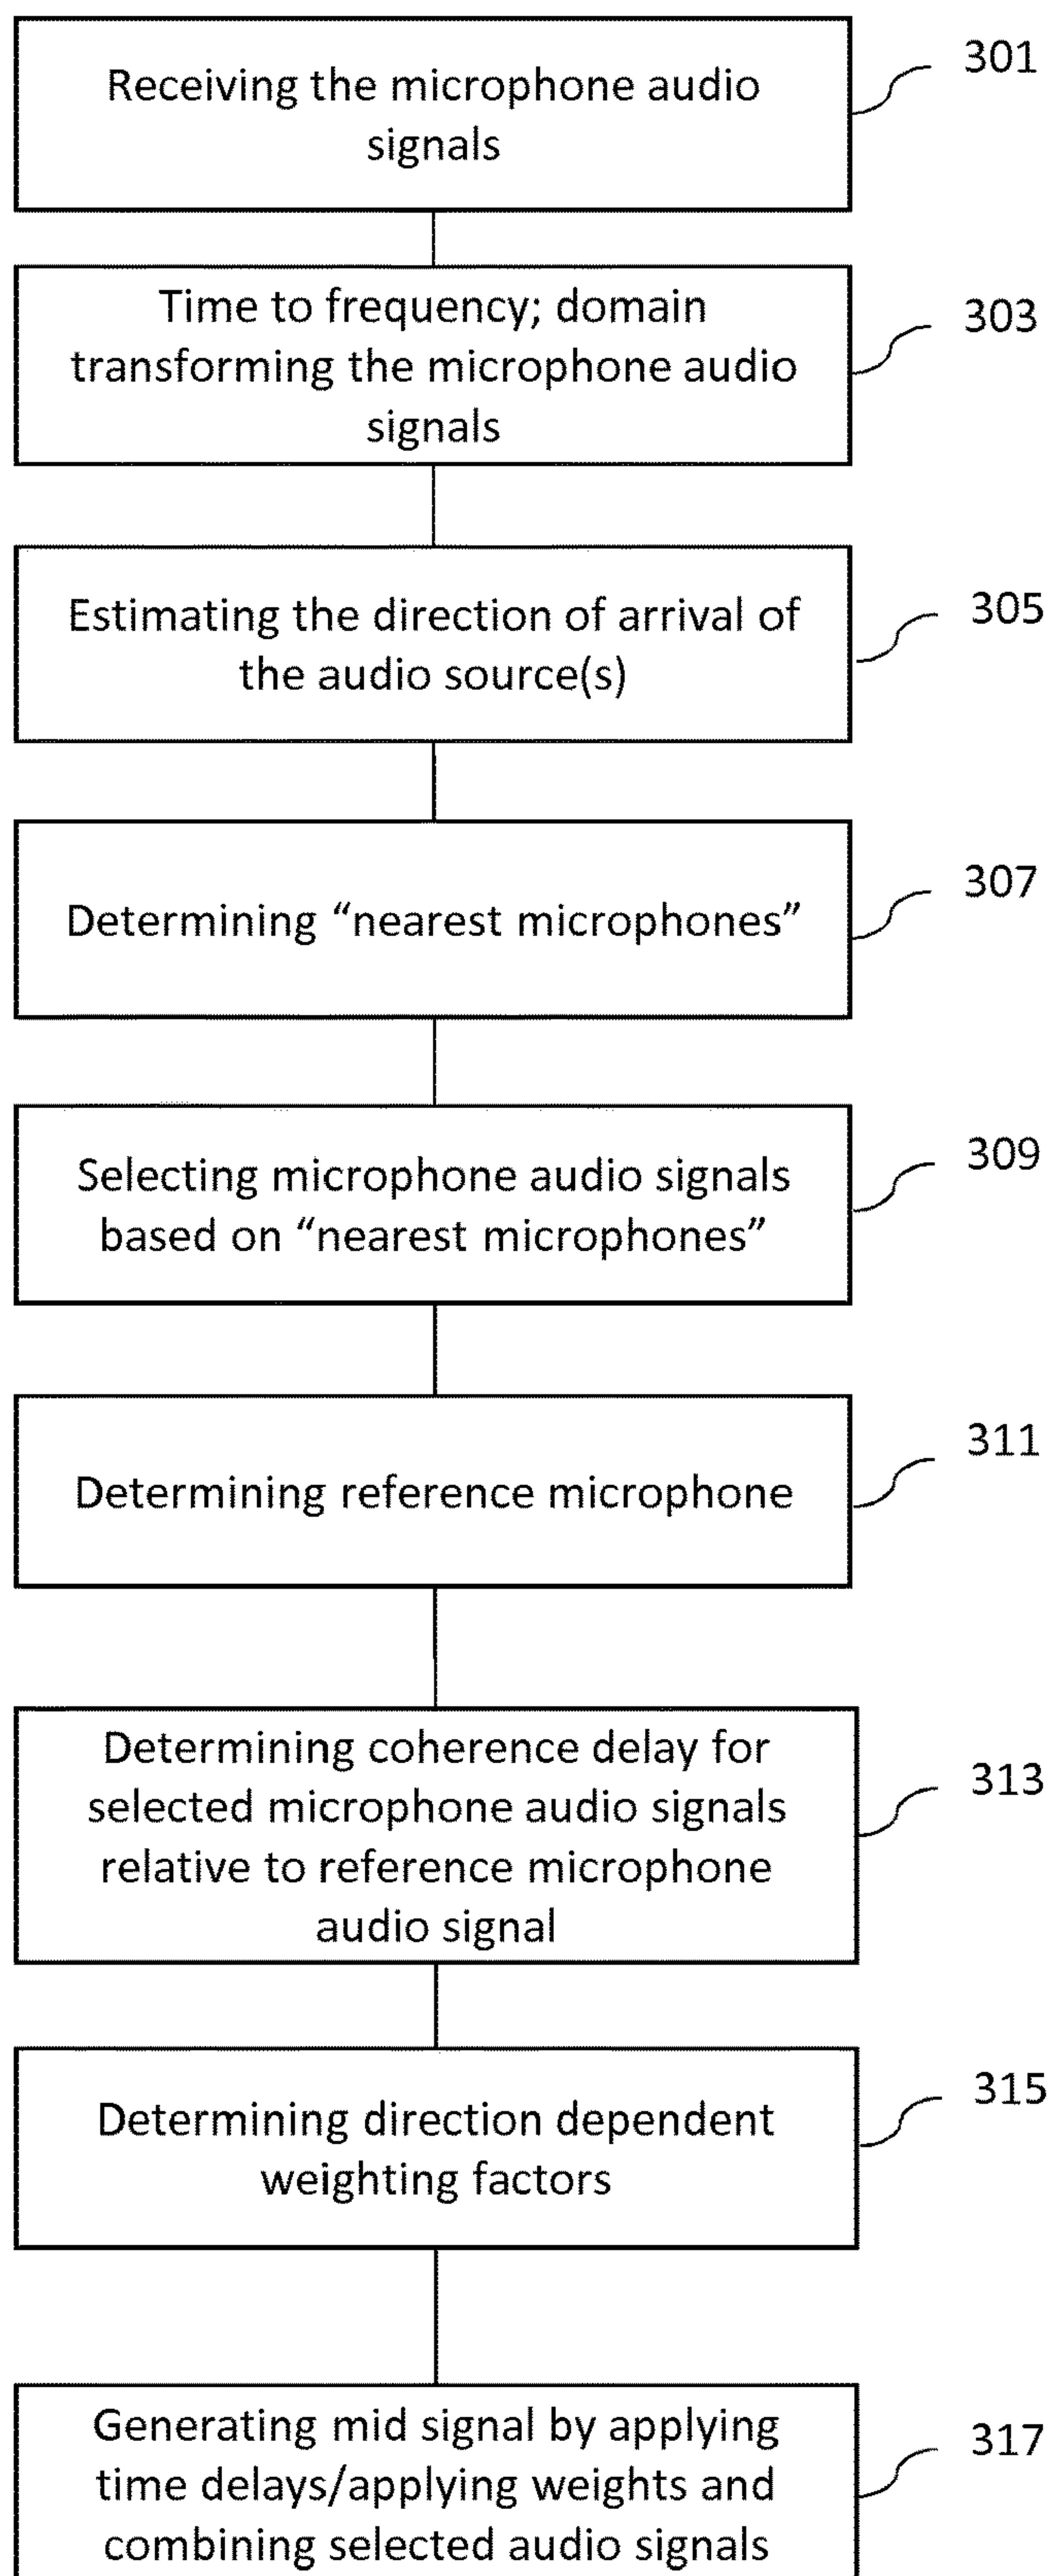 Receiving the microphone audio
signals
301
Time to frequency; domain
transforming the microphone audio
signals
303
Estimating the direction of arrival of
the audio source(s)
305
Determining “nearest microphones”
307
Selecting microphone audio signals
based on “nearest microphones”
309
Determining reference microphone
311
Determining coherence delay for
selected microphone audio signals
relative to reference microphone
audio signal
313
Determining direction dependent
weighting factors
315
Generating mid signal by applying
time delays/applying weights and
combining selected audio signals
317